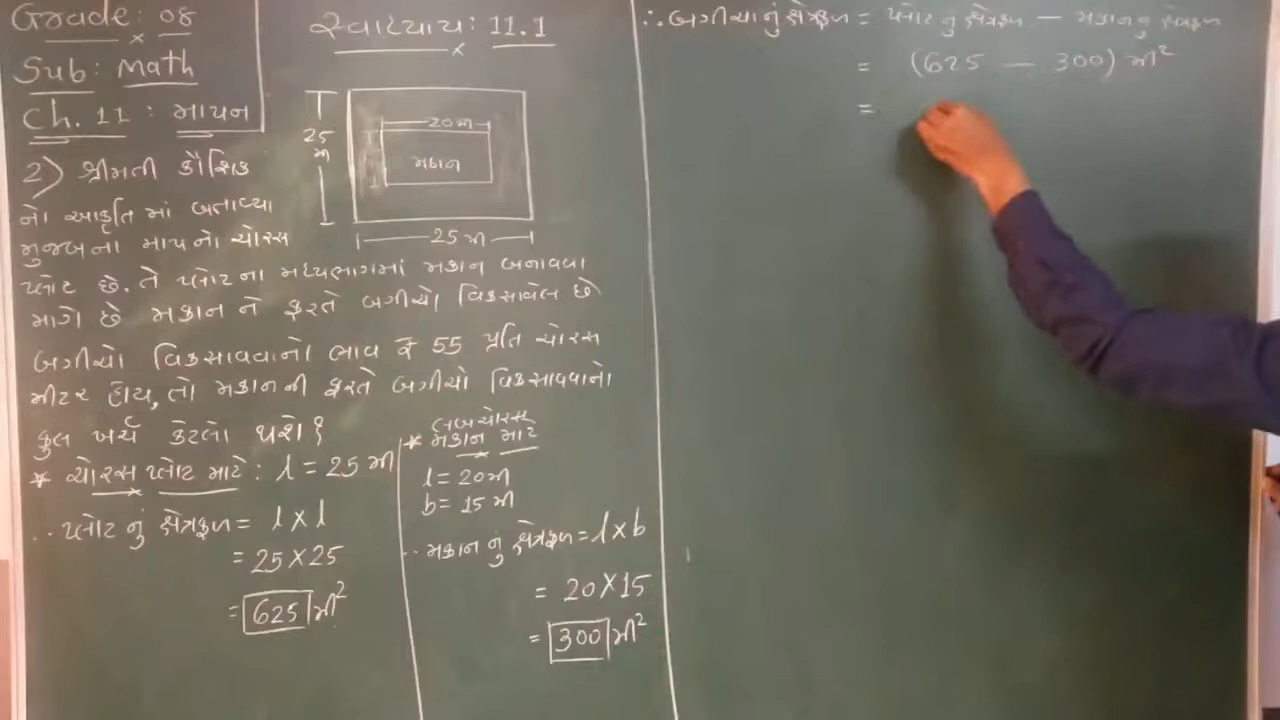 Grade: 08
Sub: Math
Ch. 11 : માપન
સ્વાધ્યાય: 11.1
25 મી
20મી
મકાન
25 મી
2) શ્રીમતી કૌશિક
ને આકૃતિ માં બતાવ્યા
મુજબના માપનો ચોરસ
પ્લોટ છે. તે પ્લોટના મધ્યભાગમાં મકાન બનાવવા
માગે છે મકાન ને ફરતે બગીચો વિકસાવેલ છે
બગીચો વિકસાવવાનો ભાવ ₹ 55 પ્રતિ ચોરસ
મીટર હોય, તો મકાનની ફરતે બગીચો વિકસાવવાનો
કુલ ખર્ચ કેટલો થશે?
* ચોરસ પ્લોટ માટે : l = 25 મી
∴ પ્લોટ નું ક્ષેત્રફળ = l X l
= 25 X 25
= 625 મી²
લંબચોરસ
* મકાન માટે
l = 20મી
b = 15 મી
∴ મકાન નું ક્ષેત્રફળ = l X b
= 20 X 15
= 300 મી²
∴ બગીચાનું ક્ષેત્રફળ = પ્લોટ નું ક્ષેત્રફળ – મકાનનું ક્ષેત્રફળ
= (625 – 300) મી²
=